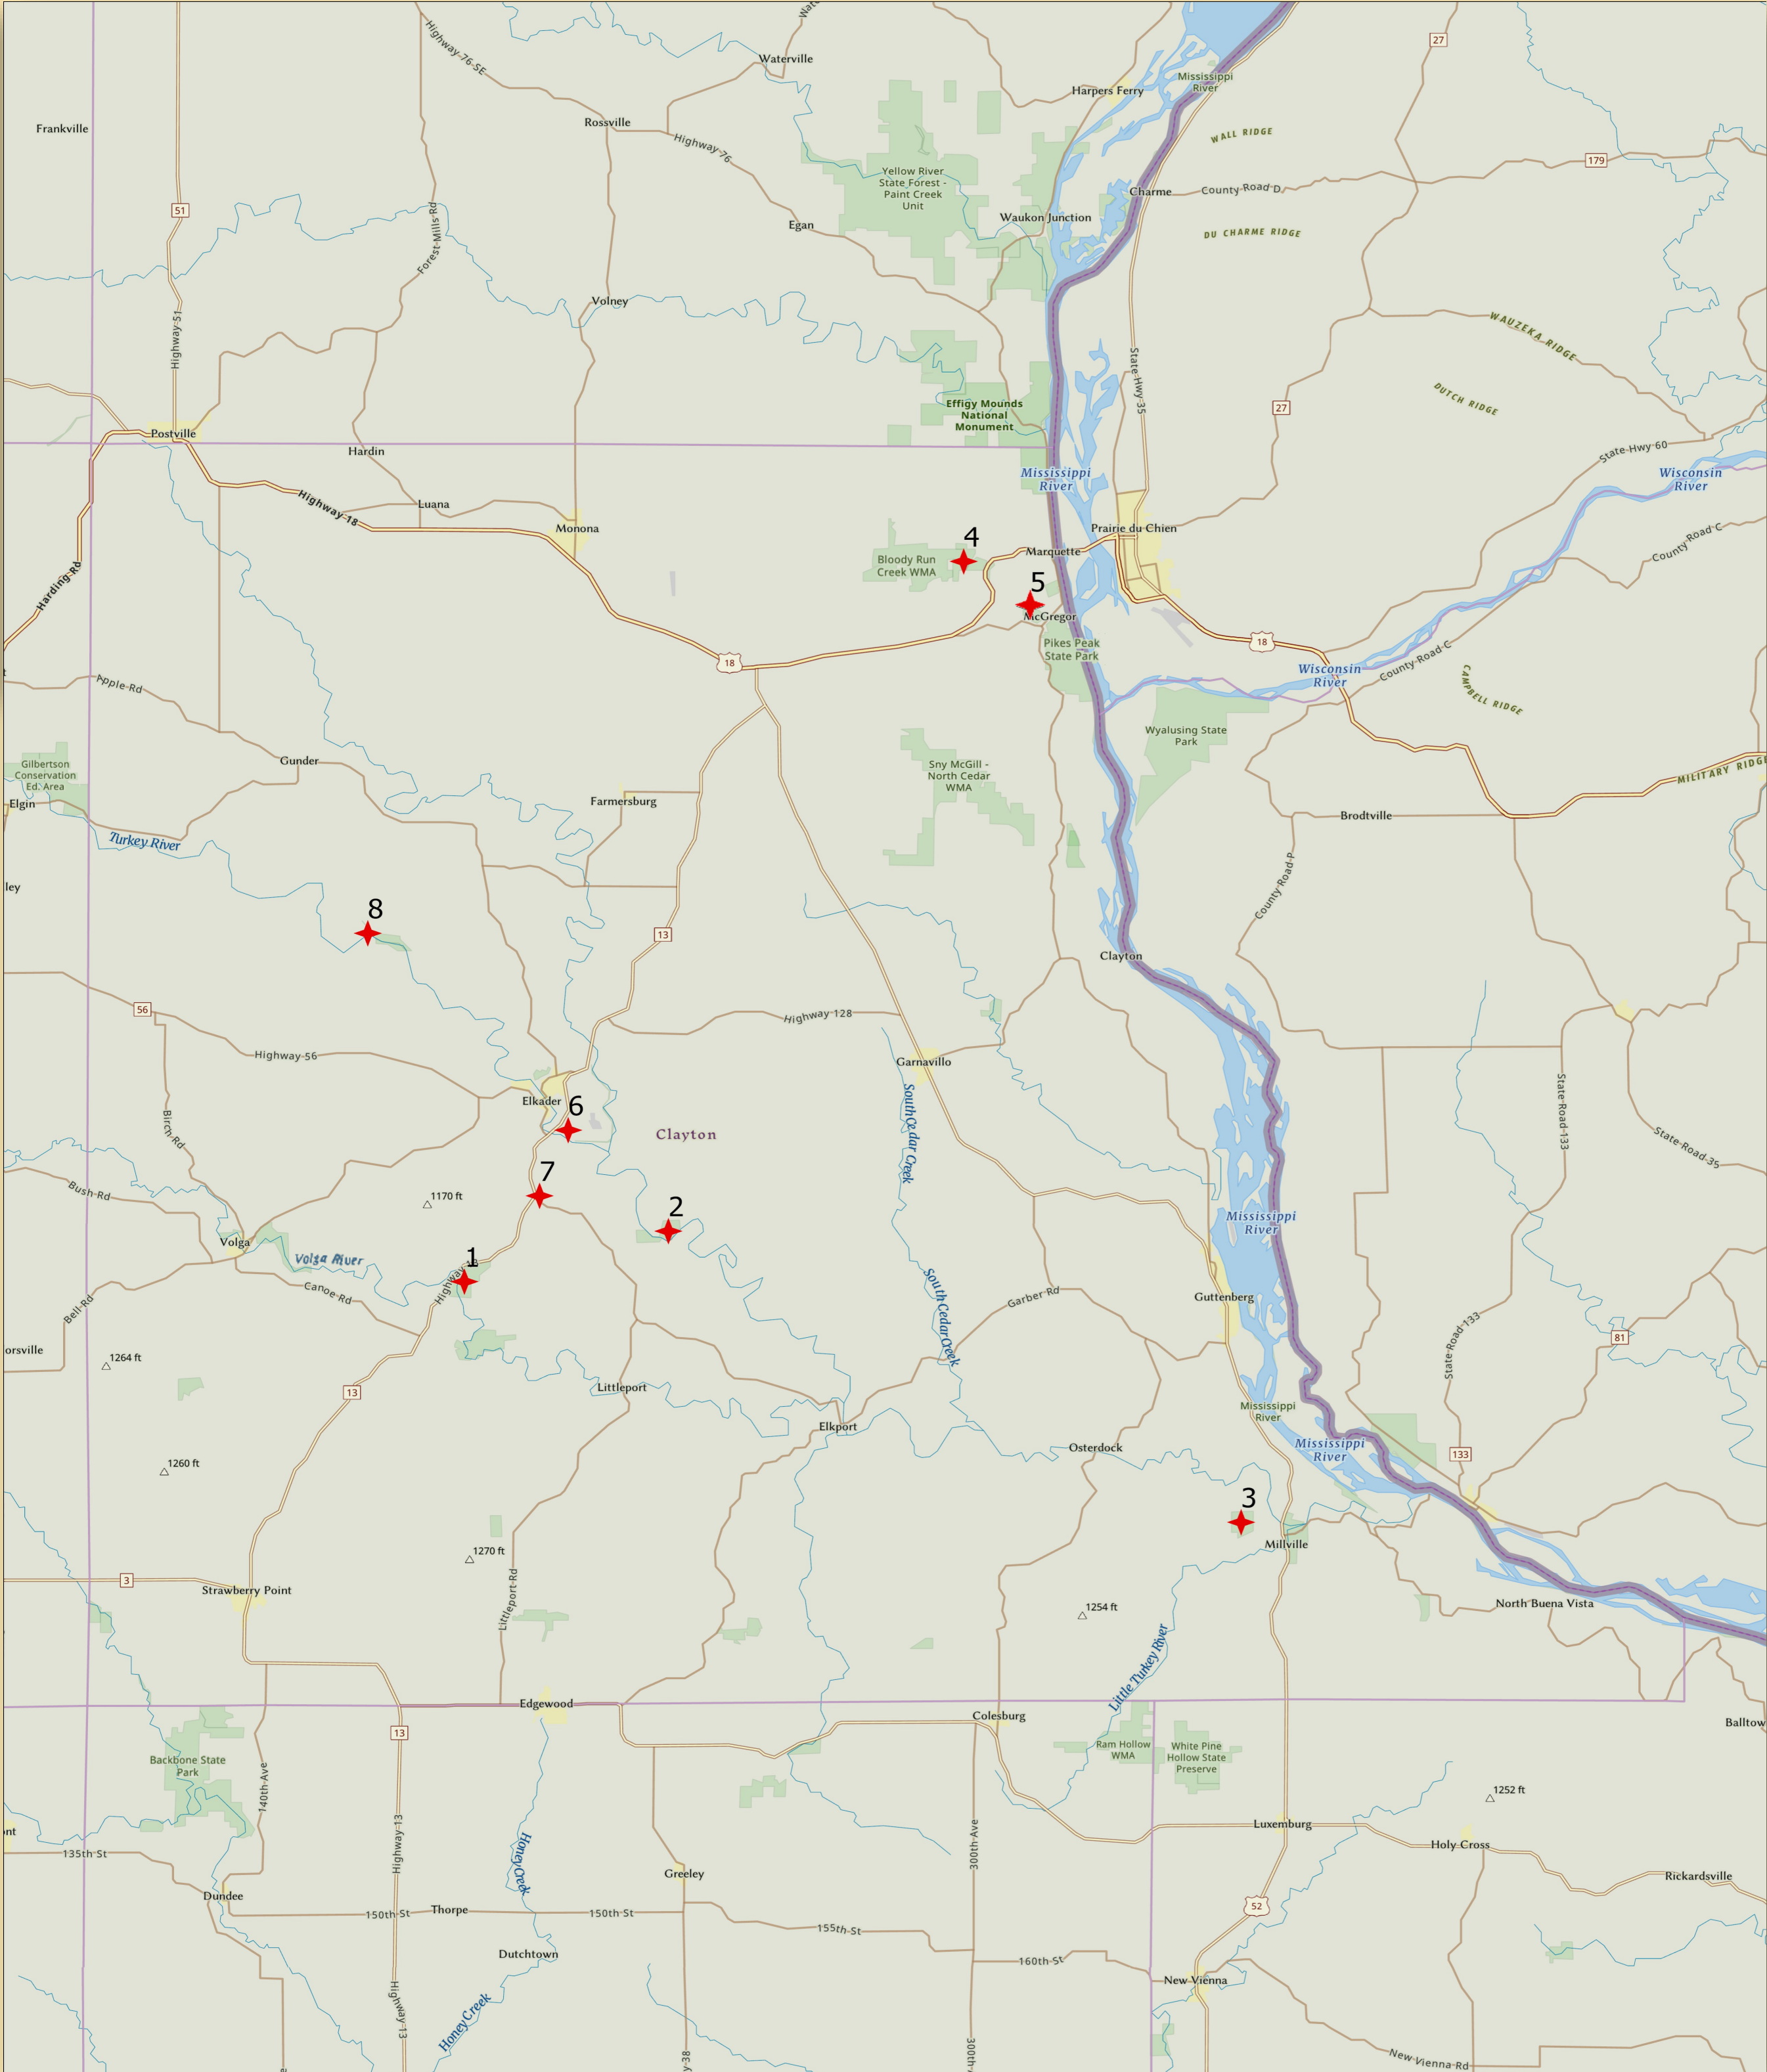 Waterville
Highway 76 SE
Harpers Ferry
Mississippi
River
27
Frankville
Rossville
Highway 76
WALL RIDGE
179
Yellow River
State Forest -
Paint Creek
Unit
Charme
County Road D
51
Forest Mills Rd
Egan
Waukon Junction
DU CHARME RIDGE
Highway 51
Volney
WAUZEKA RIDGE
State Hwy 35
DUTCH RIDGE
27
Effigy Mounds
National
Monument
Postville
Hardin
State Hwy 60
Mississippi
River
Wisconsin
River
Highway 18
Luana
Monona
Prairie du Chien
County Road C
4
Marquette
Bloody Run
Creek WMA
Harding Rd
5
McGregor
18
18
Pikes Peak
State Park
Wisconsin
River
County Road C
CAMPBELL RIDGE
Apple Rd
Wyalusing State
Park
Gunder
Gilbertson
Conservation
Ed. Area
Sny McGill -
North Cedar
WMA
MILITARY RIDGE
Elgin
Farmersburg
Brodtville
Turkey River
ley
County Road P
8
13
Clayton
56
Highway 128
Highway 56
Garnavillo
Elkader
6
Clayton
South Cedar Creek
Birch Rd
State Road 133
State Road 35
7
Bush Rd
1170 ft
2
Mississippi
River
Volga
Volga River
1
Highway
Canoe Rd
South Cedar Creek
Garber Rd
Guttenberg
Bell Rd
orsville
1264 ft
State Road 133
81
13
Littleport
Mississippi
River
Elkport
Osterdock
Mississippi
River
133
1260 ft
3
1270 ft
Millville
3
Strawberry Point
Littleport Rd
1254 ft
North Buena Vista
Little Turkey River
Edgewood
Colesburg
Balltow
13
Ram Hollow
WMA
White Pine
Hollow State
Preserve
Backbone State
Park
140th Ave
1252 ft
Highway 13
ont
Luxemburg
135th St
300th Ave
Holy Cross
Honey Creek
Greeley
Rickardsville
Dundee
150th St
Thorpe
150th St
52
155th St
Dutchtown
160th St
New Vienna
Highway 13
Honey Creek
300th
y 38
New Vienna Rd